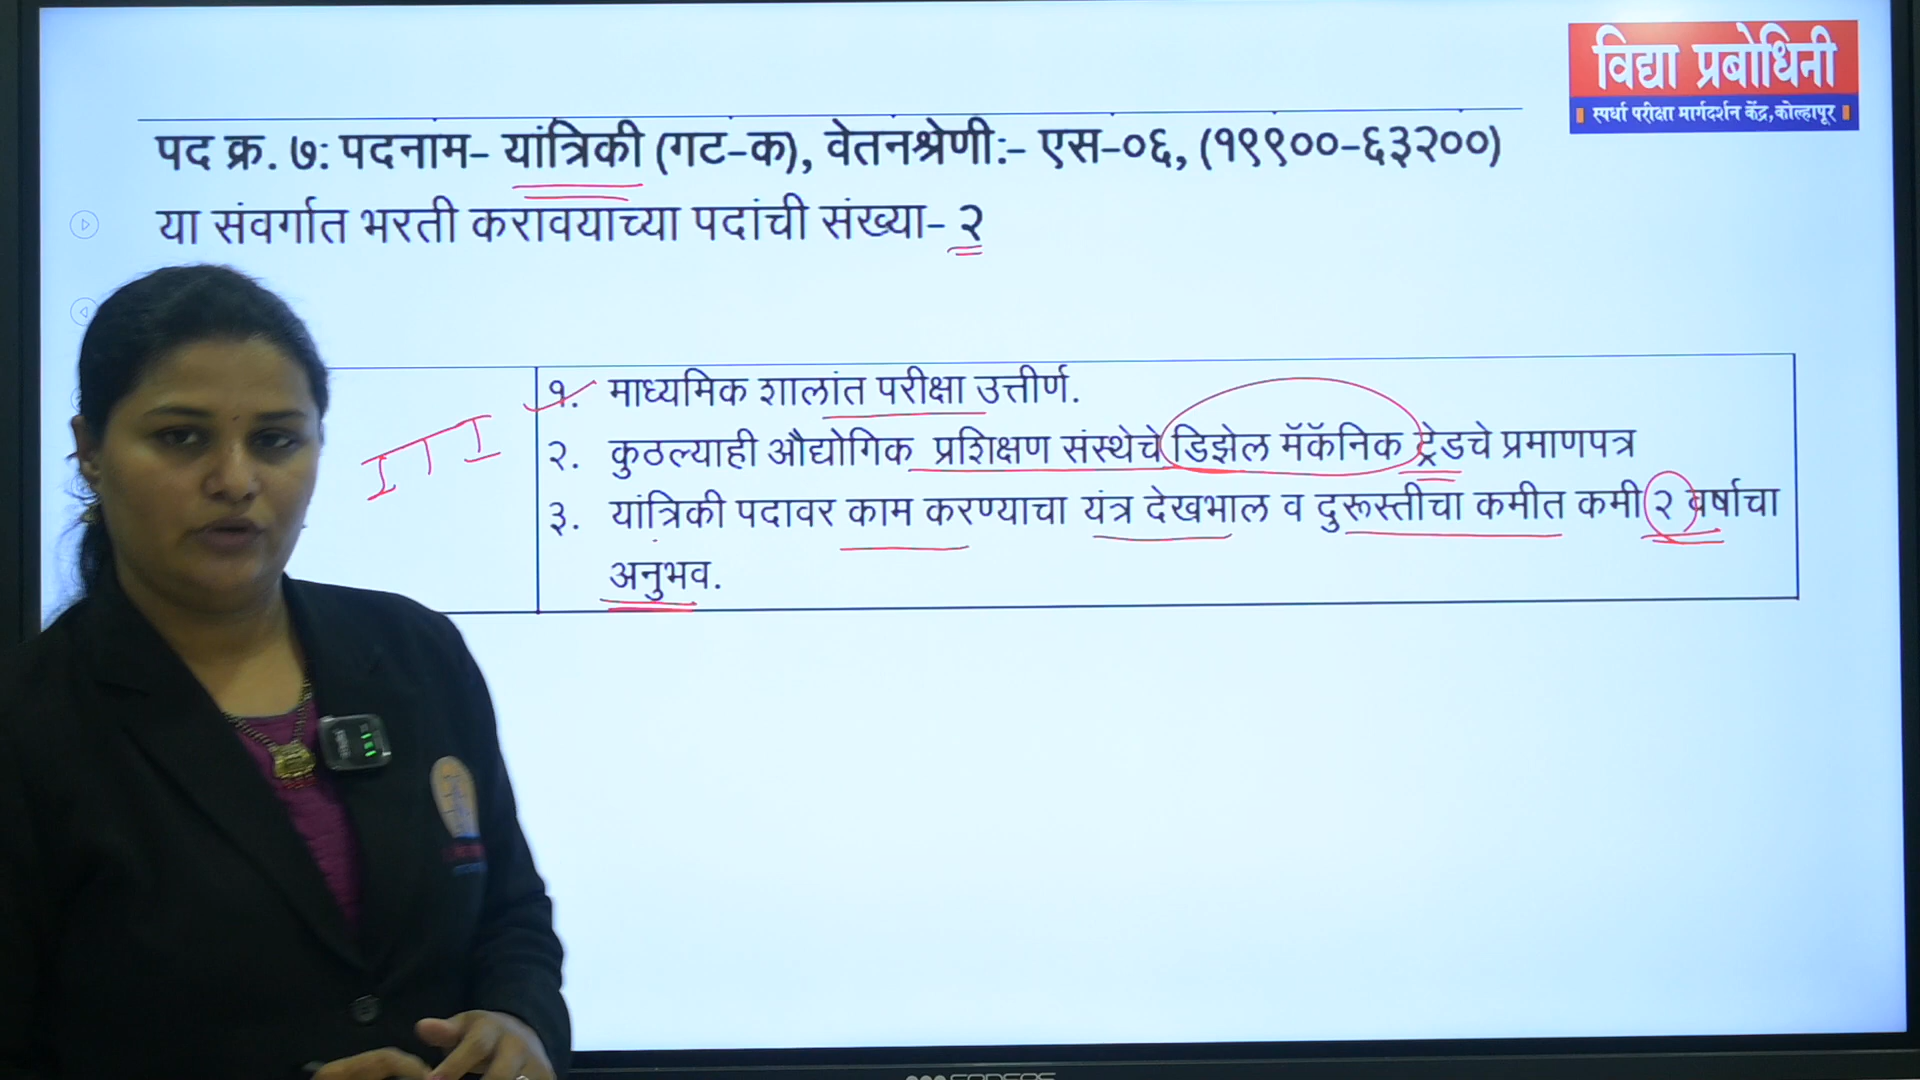 विद्या प्रबोधिनी
स्पर्धा परीक्षा मार्गदर्शन केंद्र,कोल्हापूर
पद क्र. ७: पदनाम- यांत्रिकी (गट-क), वेतनश्रेणी:- एस-०६, (१९९००-६३२००)
या संवर्गात भरती करावयाच्या पदांची संख्या- २
१. माध्यमिक शालांत परीक्षा उत्तीर्ण.
ITI
२. कुठल्याही औद्योगिक प्रशिक्षण संस्थेचे डिझेल मॅकॅनिक ट्रेडचे प्रमाणपत्र
३. यांत्रिकी पदावर काम करण्याचा यंत्र देखभाल व दुरूस्तीचा कमीत कमी २ वर्षाचा
अनुभव.